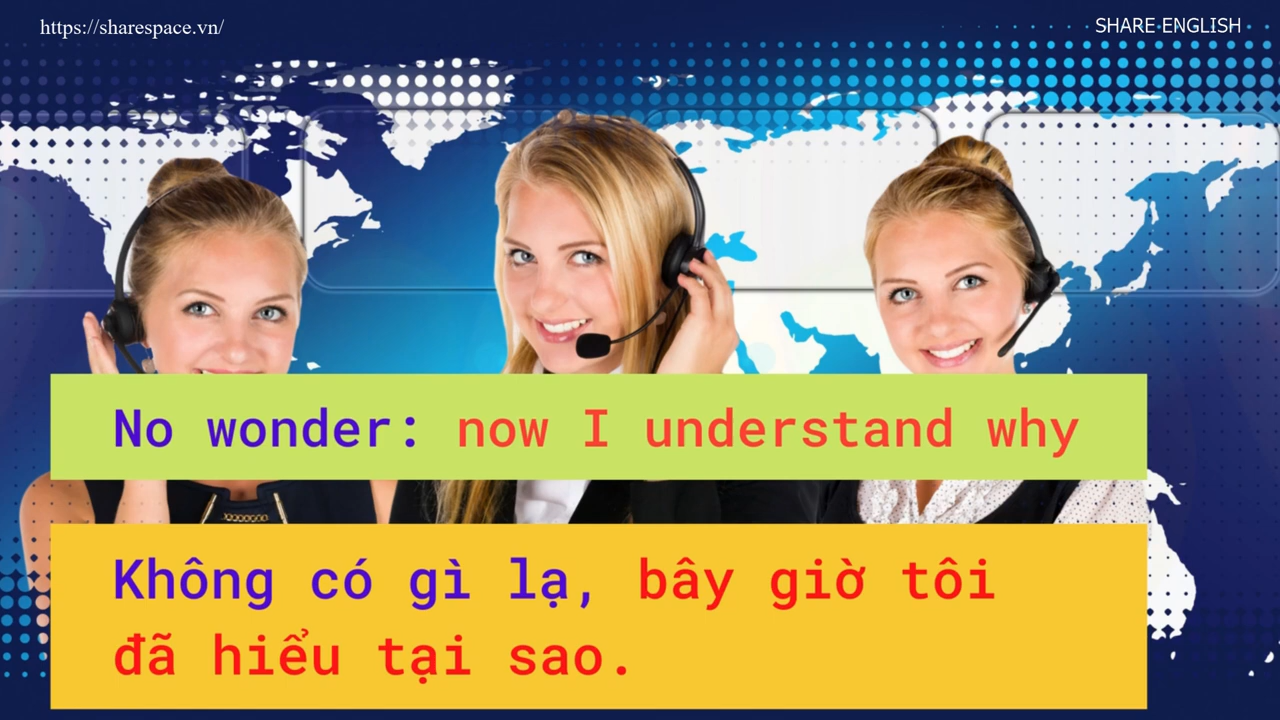 https://sharespace.vn/
SHARE ENGLISH
No wonder: now I understand why
Không có gì lạ, bây giờ tôi
đã hiểu tại sao.